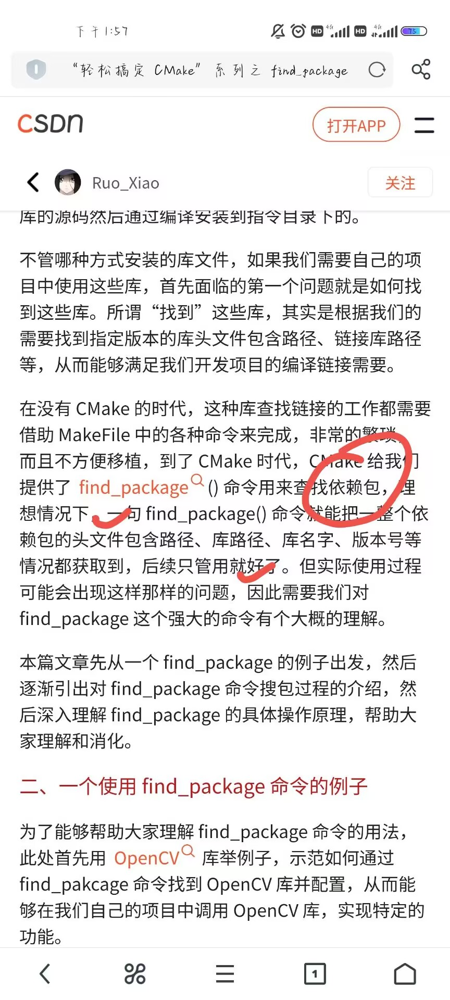 下午1:57
HD 4G HD 4G 75
“轻松搞定 CMake” 系列之 find_package
CSDN
打开APP
Ruo_Xiao
关注
库的源码然后通过编译安装到指令目录下的。
不管哪种方式安装的库文件，如果我们需要自己的项
目中使用这些库，首先面临的第一个问题就是如何找
到这些库。所谓“找到”这些库，其实是根据我们的
需要找到指定版本的库头文件包含路径、链接库路径
等，从而能够满足我们开发项目的编译链接需要。
在没有 CMake 的时代，这种库查找链接的工作都需要
借助 MakeFile 中的各种命令来完成，非常的繁琐，
而且不方便移植，到了 CMake 时代，CMake 给我们
提供了 find_package () 命令用来查找依赖包，理
想情况下，一句 find_package() 命令就能把一整个依
赖包的头文件包含路径、库路径、库名字、版本号等
情况都获取到，后续只管用就好了。但实际使用过程
可能会出现这样那样的问题，因此需要我们对
find_package 这个强大的命令有个大概的理解。
本篇文章先从一个 find_package 的例子出发，然后
逐渐引出对 find_package 命令搜包过程的介绍，然
后深入理解 find_package 的具体操作原理，帮助大
家理解和消化。
二、一个使用 find_package 命令的例子
为了能够帮助大家理解 find_package 命令的用法，
此处首先用 OpenCV 库举例子，示范如何通过
find_pakcage 命令找到 OpenCV 库并配置，从而能
够在我们自己的项目中调用 OpenCV 库，实现特定的
功能。
1